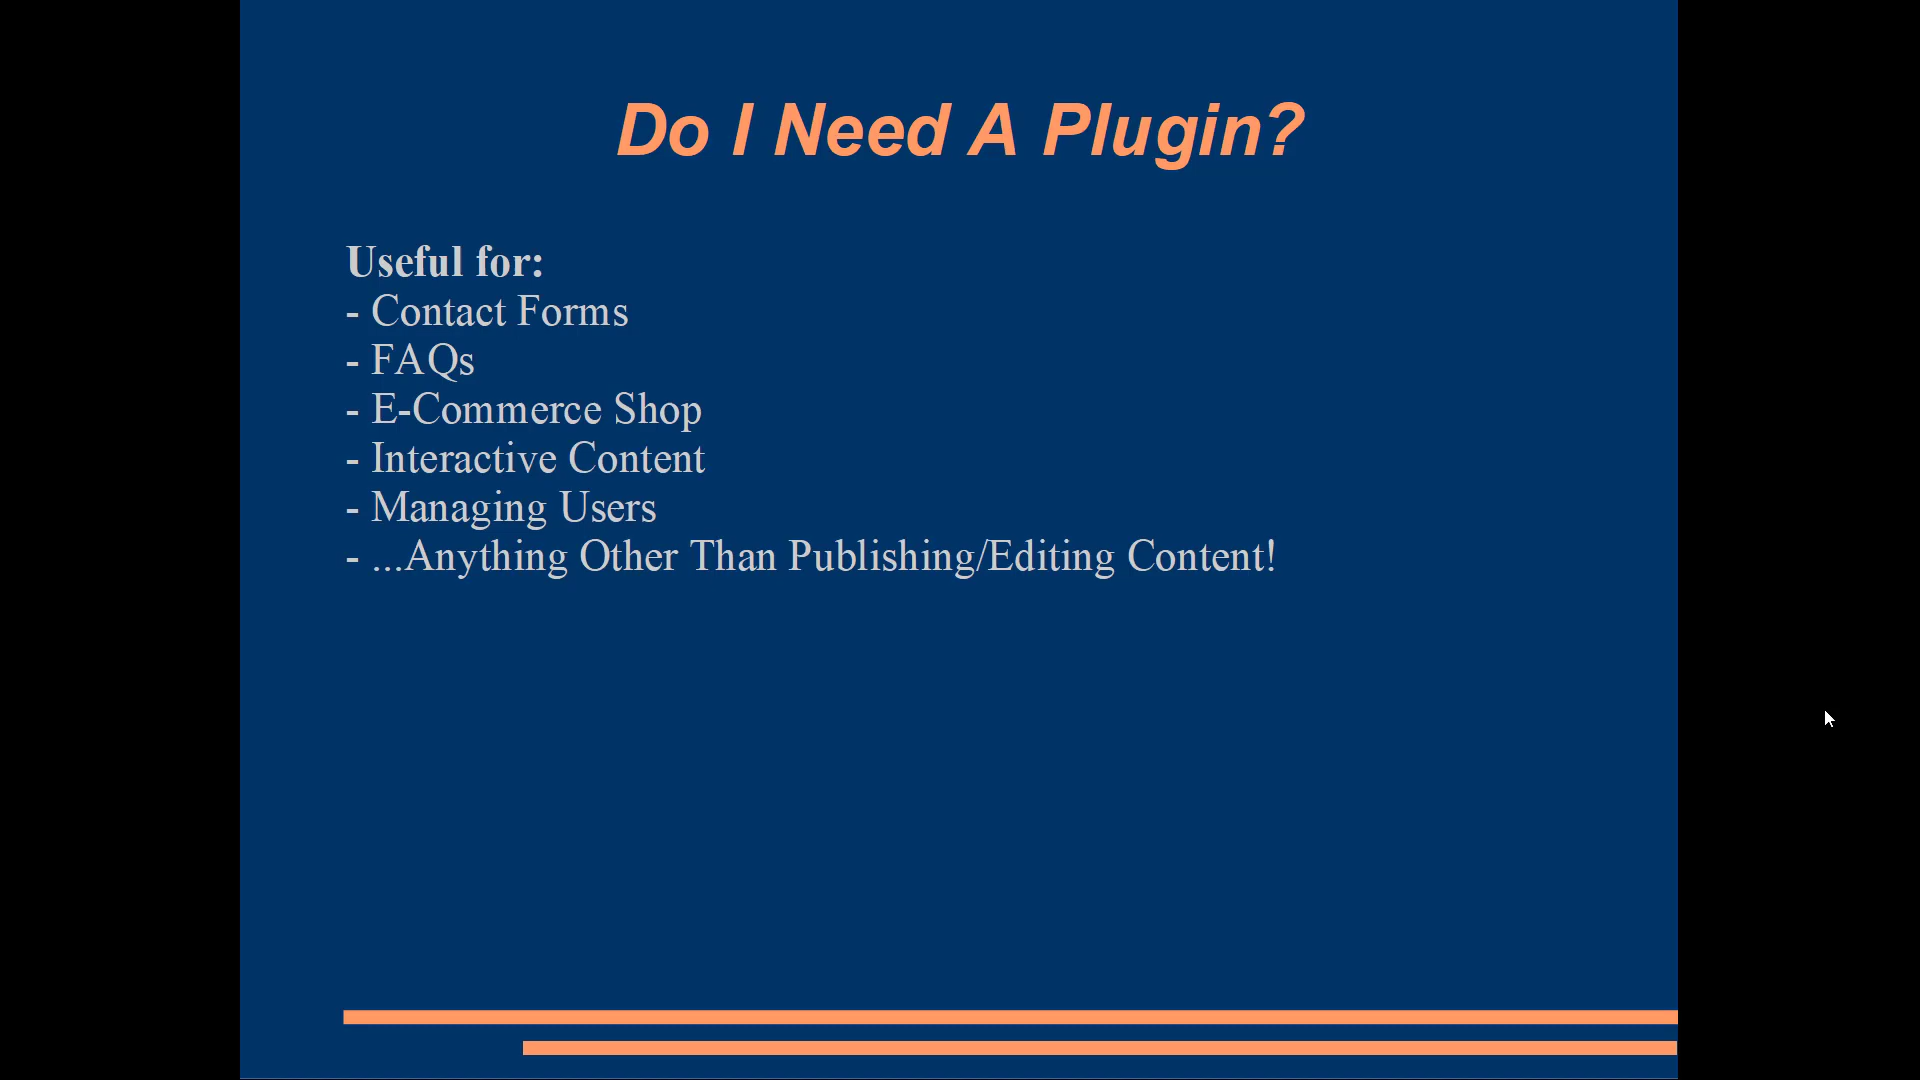 Do I Need A Plugin?
Useful for:
- Contact Forms
- FAQs
- E-Commerce Shop
- Interactive Content
- Managing Users
- ...Anything Other Than Publishing/Editing Content!